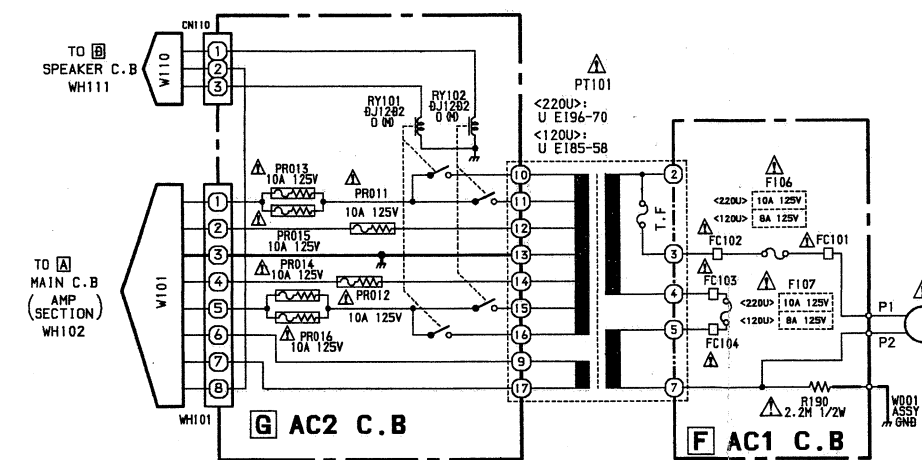 CN110
TO B
SPEAKER C.B
WH111
W110
1
2
3
RY101
DJ12D2
O (M)
RY102
DJ12D2
O (M)
PT101
<220U>:
U EI96-70
<120U>:
U EI85-58
PR013
10A 125V
PR011
10A 125V
PR015
10A 125V
PR014
10A 125V
PR012
10A 125V
PR016
10A 125V
TO A
MAIN C.B
(AMP SECTION)
WH102
W101
1
2
3
4
5
6
7
8
WH101
10
11
12
13
14
15
16
9
17
G AC2 C.B
2
3
4
5
7
T.F
F106
<220U> 10A 125V
<120U> 8A 125V
FC102
FC101
FC103
F107
<220U> 10A 125V
<120U> 8A 125V
FC104
P1
P2
R190
2.2M 1/2W
WD01
ASSY
GND
F AC1 C.B